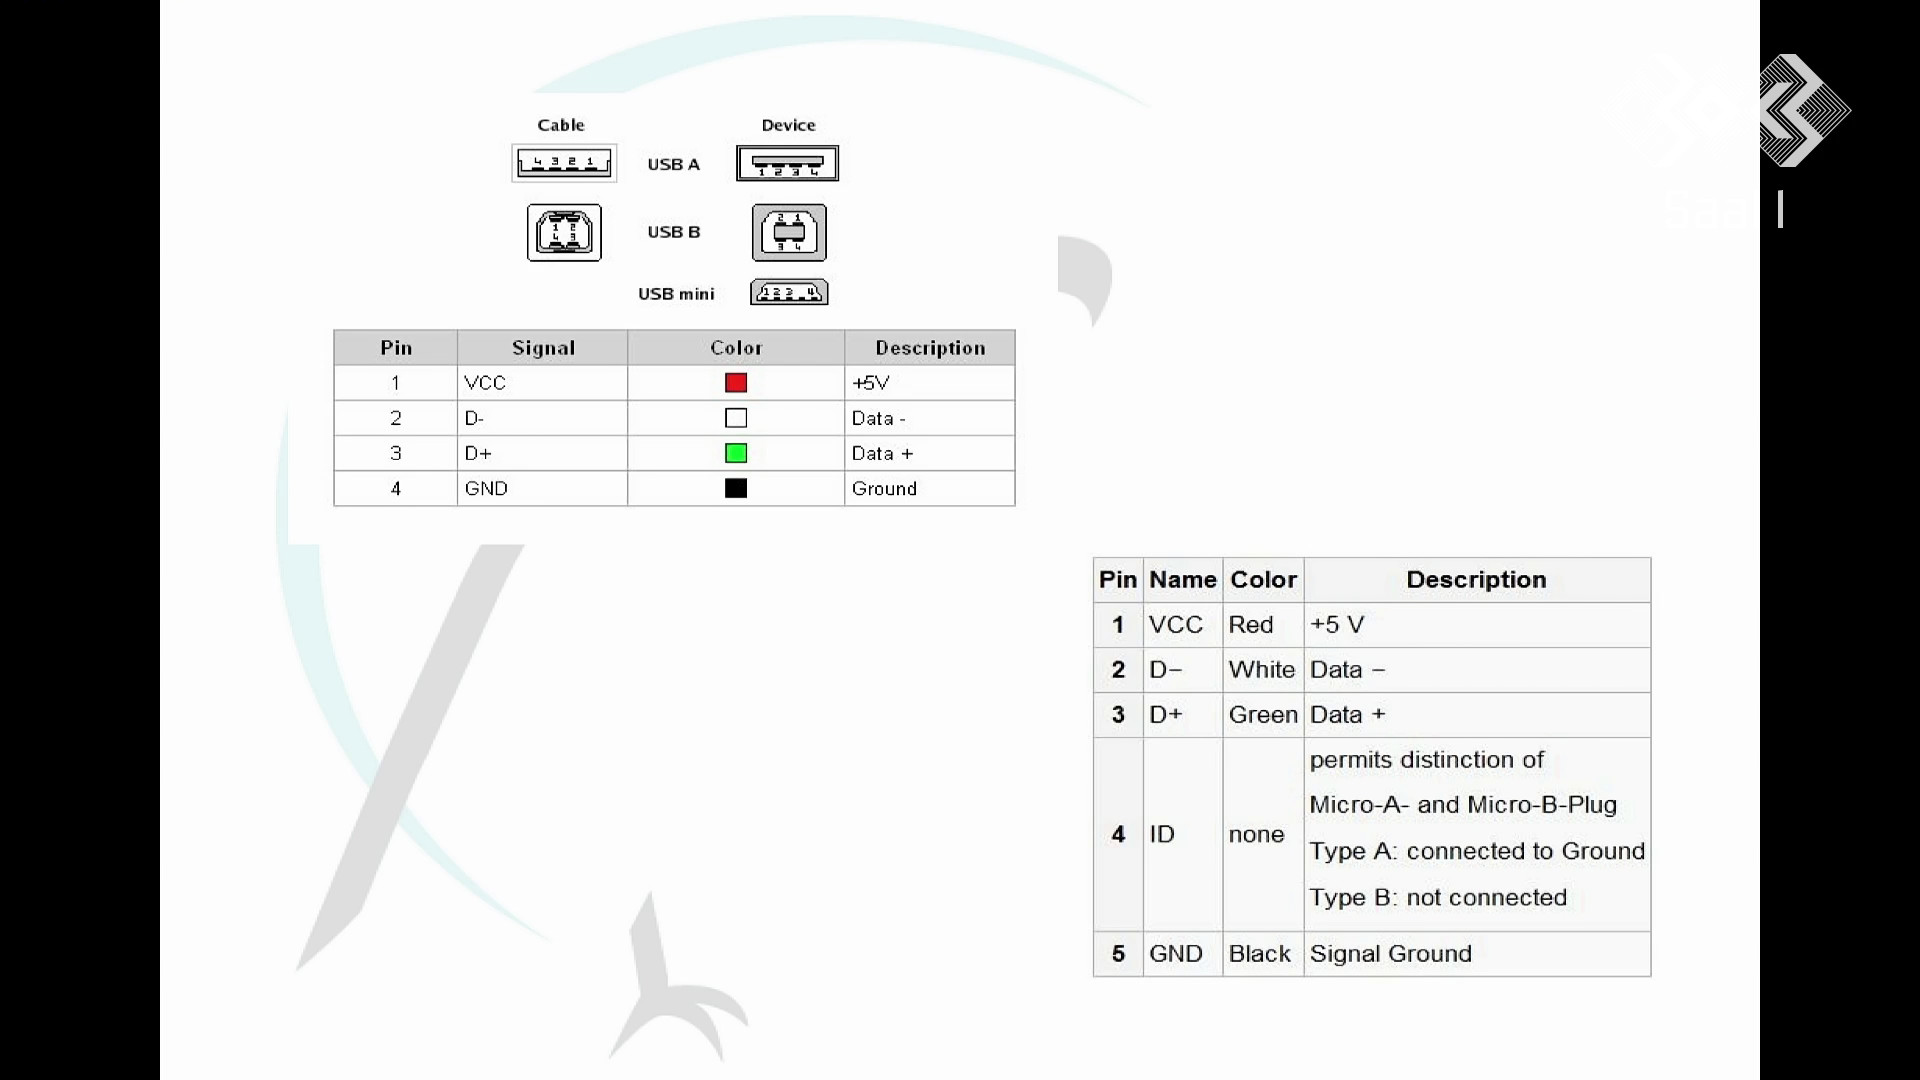 Cable Device
4 3 2 1 USB A 1 2 3 4
1 2 USB B 2 1
4 3 3 4
USB mini 1 2 3 4
Pin Signal Color Description
1 VCC +5V
2 D- Data -
3 D+ Data +
4 GND Ground
Pin Name Color Description
1 VCC Red +5 V
2 D− White Data −
3 D+ Green Data +
4 ID none permits distinction of
Micro-A- and Micro-B-Plug
Type A: connected to Ground
Type B: not connected
5 GND Black Signal Ground